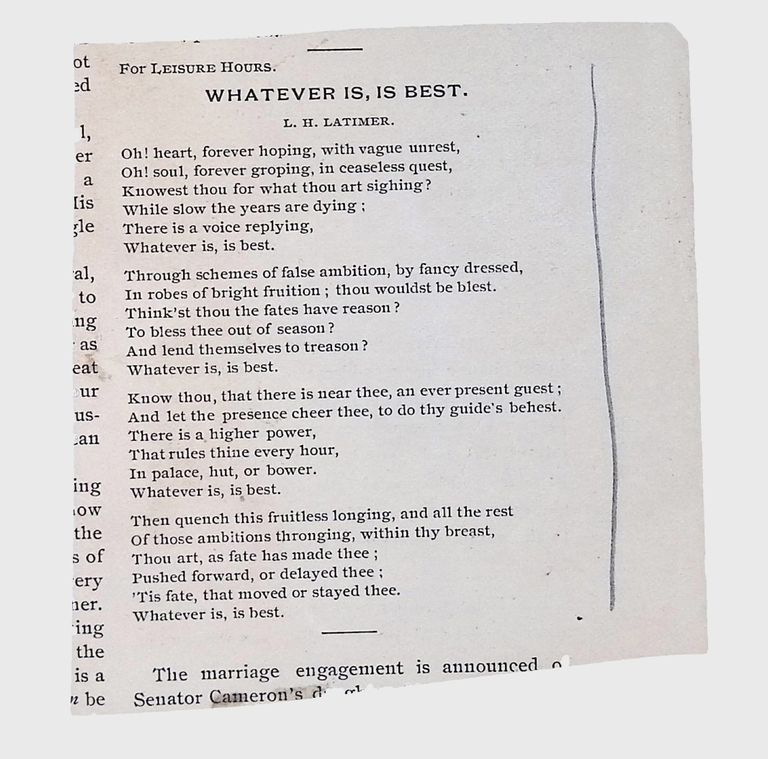 For LEISURE HOURS.
WHATEVER IS, IS BEST.
L. H. LATIMER.
Oh! heart, forever hoping, with vague unrest,
Oh! soul, forever groping, in ceaseless quest,
Knowest thou for what thou art sighing?
While slow the years are dying;
There is a voice replying,
Whatever is, is best.
Through schemes of false ambition, by fancy dressed,
In robes of bright fruition; thou wouldst be blest.
Think'st thou the fates have reason?
To bless thee out of season?
And lend themselves to treason?
Whatever is, is best.
Know thou, that there is near thee, an ever present guest;
And let the presence cheer thee, to do thy guide's behest.
There is a higher power,
That rules thine every hour,
In palace, hut, or bower.
Whatever is, is best.
Then quench this fruitless longing, and all the rest
Of those ambitions thronging, within thy breast,
Thou art, as fate has made thee;
Pushed forward, or delayed thee;
'Tis fate, that moved or stayed thee.
Whatever is, is best.
The marriage engagement is announced
Senator Cameron's
ot
ed
l,
er
a
His
gle
al,
to
ng
as
eat
ur
us-
an
ing
ow
the
s of
ery
ner.
ing
the
is a
n be